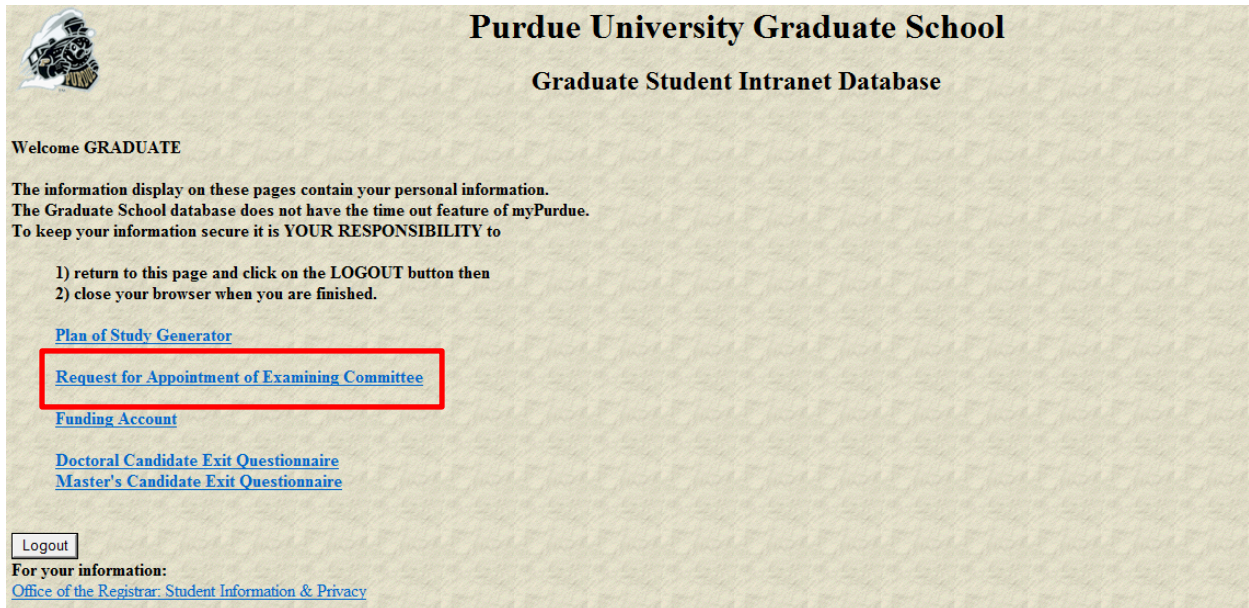 PURDUE
Purdue University Graduate School
Graduate Student Intranet Database
Welcome GRADUATE
The information display on these pages contain your personal information.
The Graduate School database does not have the time out feature of myPurdue.
To keep your information secure it is YOUR RESPONSIBILITY to
1) return to this page and click on the LOGOUT button then
2) close your browser when you are finished.
Plan of Study Generator
Request for Appointment of Examining Committee
Funding Account
Doctoral Candidate Exit Questionnaire
Master's Candidate Exit Questionnaire
Logout
For your information:
Office of the Registrar: Student Information & Privacy